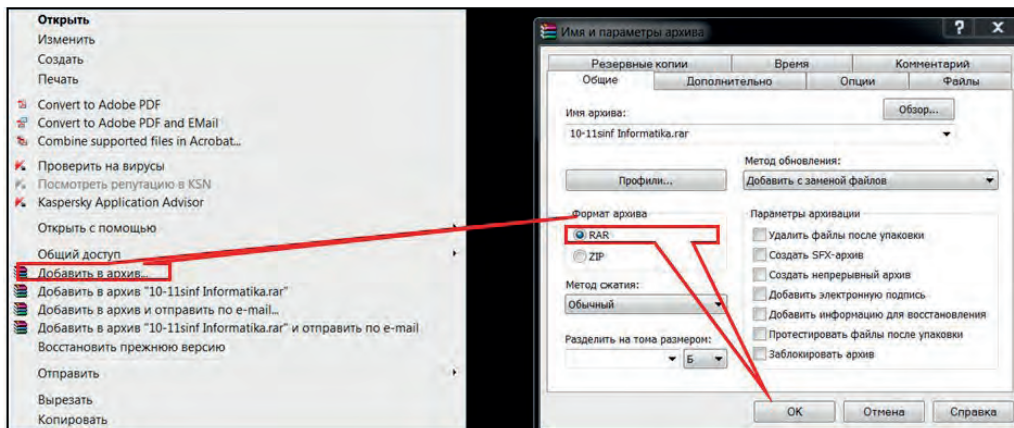 Открыть
Изменить
Создать
Печать
Convert to Adobe PDF
Convert to Adobe PDF and EMail
Combine supported files in Acrobat...
Проверить на вирусы
Посмотреть репутацию в KSN
Kaspersky Application Advisor
Открыть с помощью
Общий доступ
Добавить в архив...
Добавить в архив "10-11sinf Informatika.rar"
Добавить в архив и отправить по e-mail...
Добавить в архив "10-11sinf Informatika.rar" и отправить по e-mail
Восстановить прежнюю версию
Отправить
Вырезать
Копировать
Имя и параметры архива
Резервные копии Время Комментарий
Общие Дополнительно Опции Файлы
Имя архива:
Обзор...
10-11sinf Informatika.rar
Профили...
Метод обновления:
Добавить с заменой файлов
Формат архива
RAR
ZIP
Метод сжатия:
Обычный
Разделить на тома размером:
Б
Параметры архивации
Удалить файлы после упаковки
Создать SFX-архив
Создать непрерывный архив
Добавить электронную подпись
Добавить информацию для восстановления
Протестировать файлы после упаковки
Заблокировать архив
OK Отмена Справка